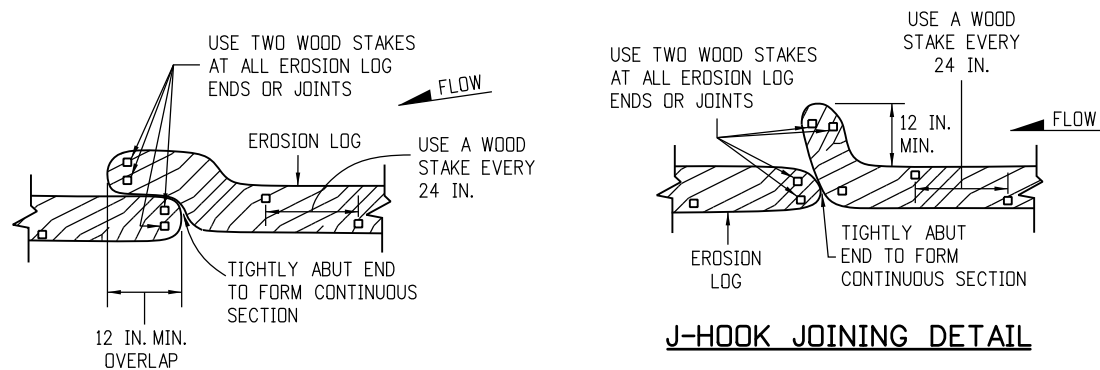 USE TWO WOOD STAKES
AT ALL EROSION LOG
ENDS OR JOINTS
FLOW
EROSION LOG
USE A WOOD
STAKE EVERY
24 IN.
TIGHTLY ABUT END
TO FORM CONTINUOUS
SECTION
12 IN. MIN.
OVERLAP
USE A WOOD
STAKE EVERY
24 IN.
USE TWO WOOD STAKES
AT ALL EROSION LOG
ENDS OR JOINTS
12 IN.
MIN.
FLOW
EROSION
LOG
TIGHTLY ABUT
END TO FORM
CONTINUOUS SECTION
J-HOOK JOINING DETAIL